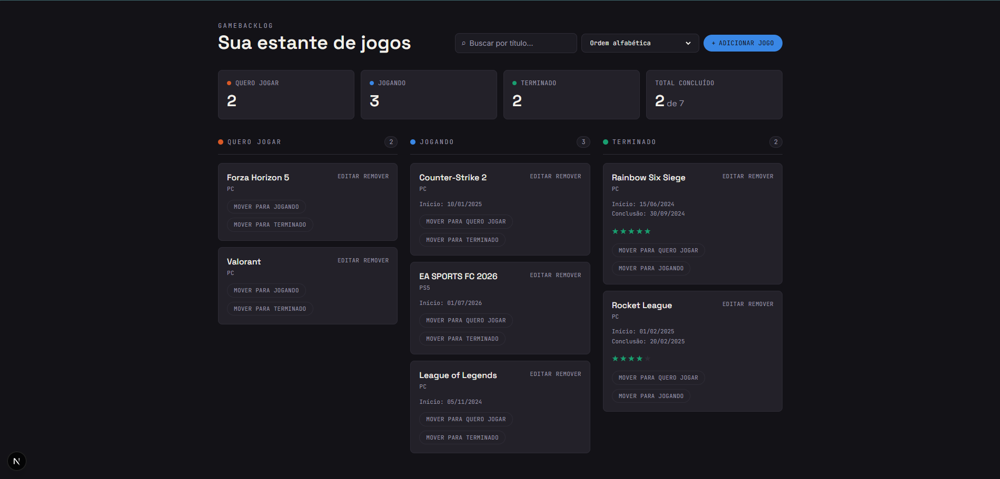 GAMEBACKLOG
Sua estante de jogos
Buscar por título...
Ordem alfabética
+ ADICIONAR JOGO
QUERO JOGAR
2
JOGANDO
3
TERMINADO
2
TOTAL CONCLUÍDO
2 de 7
QUERO JOGAR 2
Forza Horizon 5 EDITAR REMOVER
PC
MOVER PARA JOGANDO
MOVER PARA TERMINADO
Valorant EDITAR REMOVER
PC
MOVER PARA JOGANDO
MOVER PARA TERMINADO
JOGANDO 3
Counter-Strike 2 EDITAR REMOVER
PC
Início: 10/01/2025
MOVER PARA QUERO JOGAR
MOVER PARA TERMINADO
EA SPORTS FC 2026 EDITAR REMOVER
PS5
Início: 01/07/2026
MOVER PARA QUERO JOGAR
MOVER PARA TERMINADO
League of Legends EDITAR REMOVER
PC
Início: 05/11/2024
MOVER PARA QUERO JOGAR
MOVER PARA TERMINADO
TERMINADO 2
Rainbow Six Siege EDITAR REMOVER
PC
Início: 15/06/2024
Conclusão: 30/09/2024
★★★★★
MOVER PARA QUERO JOGAR
MOVER PARA JOGANDO
Rocket League EDITAR REMOVER
PC
Início: 01/02/2025
Conclusão: 20/02/2025
★★★★★
MOVER PARA QUERO JOGAR
MOVER PARA JOGANDO
N